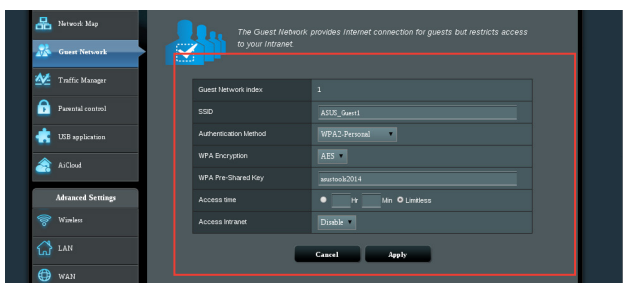 Network Map
Guest Network
Traffic Manager
Parental control
USB application
AiCloud
Advanced Settings
Wireless
LAN
WAN
The Guest Network provides Internet connection for guests but restricts access
to your Intranet.
Guest Network index 1
SSID ASUS_Guest1
Authentication Method WPA2-Personal
WPA Encryption AES
WPA Pre-Shared Key asustools2014
Access time Hr Min Limitless
Access Intranet Disable
Cancel Apply